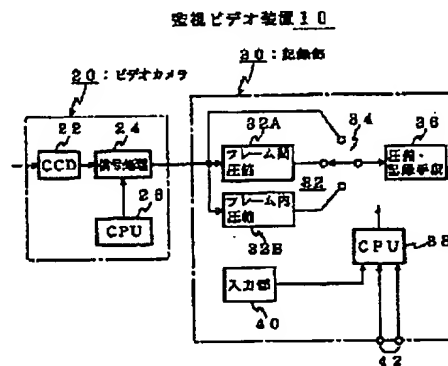 監視ビデオ装置10
30:記録部
20:ビデオカメラ
22
24
32A
34
36
CCD
信号処理
フレーム間
圧縮
32
圧縮・
記録手段
フレーム内
圧縮
28
CPU
32B
CPU
38
入力部
40
42